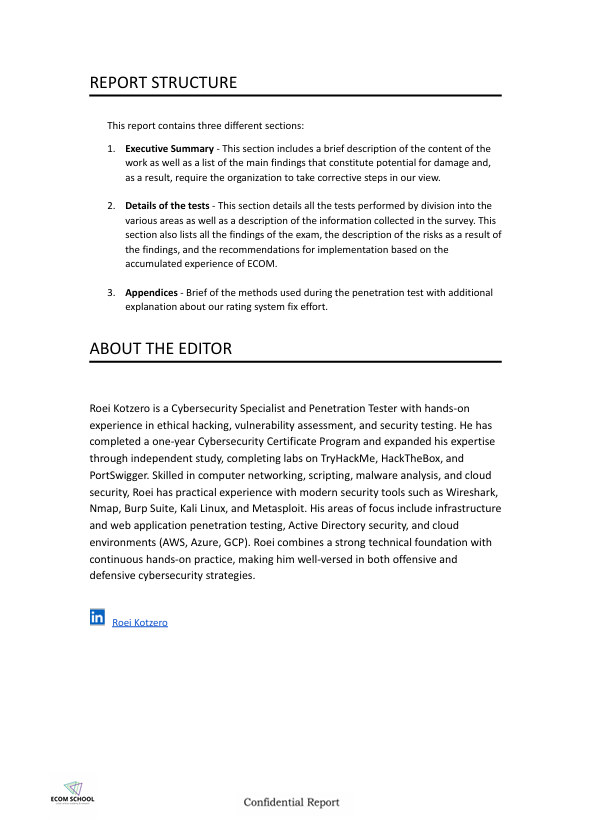 REPORT STRUCTURE
This report contains three different sections:
1. Executive Summary - This section includes a brief description of the content of the
work as well as a list of the main findings that constitute potential for damage and,
as a result, require the organization to take corrective steps in our view.
2. Details of the tests - This section details all the tests performed by division into the
various areas as well as a description of the information collected in the survey. This
section also lists all the findings of the exam, the description of the risks as a result of
the findings, and the recommendations for implementation based on the
accumulated experience of ECOM.
3. Appendices - Brief of the methods used during the penetration test with additional
explanation about our rating system fix effort.
ABOUT THE EDITOR
Roei Kotzero is a Cybersecurity Specialist and Penetration Tester with hands-on
experience in ethical hacking, vulnerability assessment, and security testing. He has
completed a one-year Cybersecurity Certificate Program and expanded his expertise
through independent study, completing labs on TryHackMe, HackTheBox, and
PortSwigger. Skilled in computer networking, scripting, malware analysis, and cloud
security, Roei has practical experience with modern security tools such as Wireshark,
Nmap, Burp Suite, Kali Linux, and Metasploit. His areas of focus include infrastructure
and web application penetration testing, Active Directory security, and cloud
environments (AWS, Azure, GCP). Roei combines a strong technical foundation with
continuous hands-on practice, making him well-versed in both offensive and
defensive cybersecurity strategies.
in Roei Kotzero
ECOM SCHOOL
Confidential Report